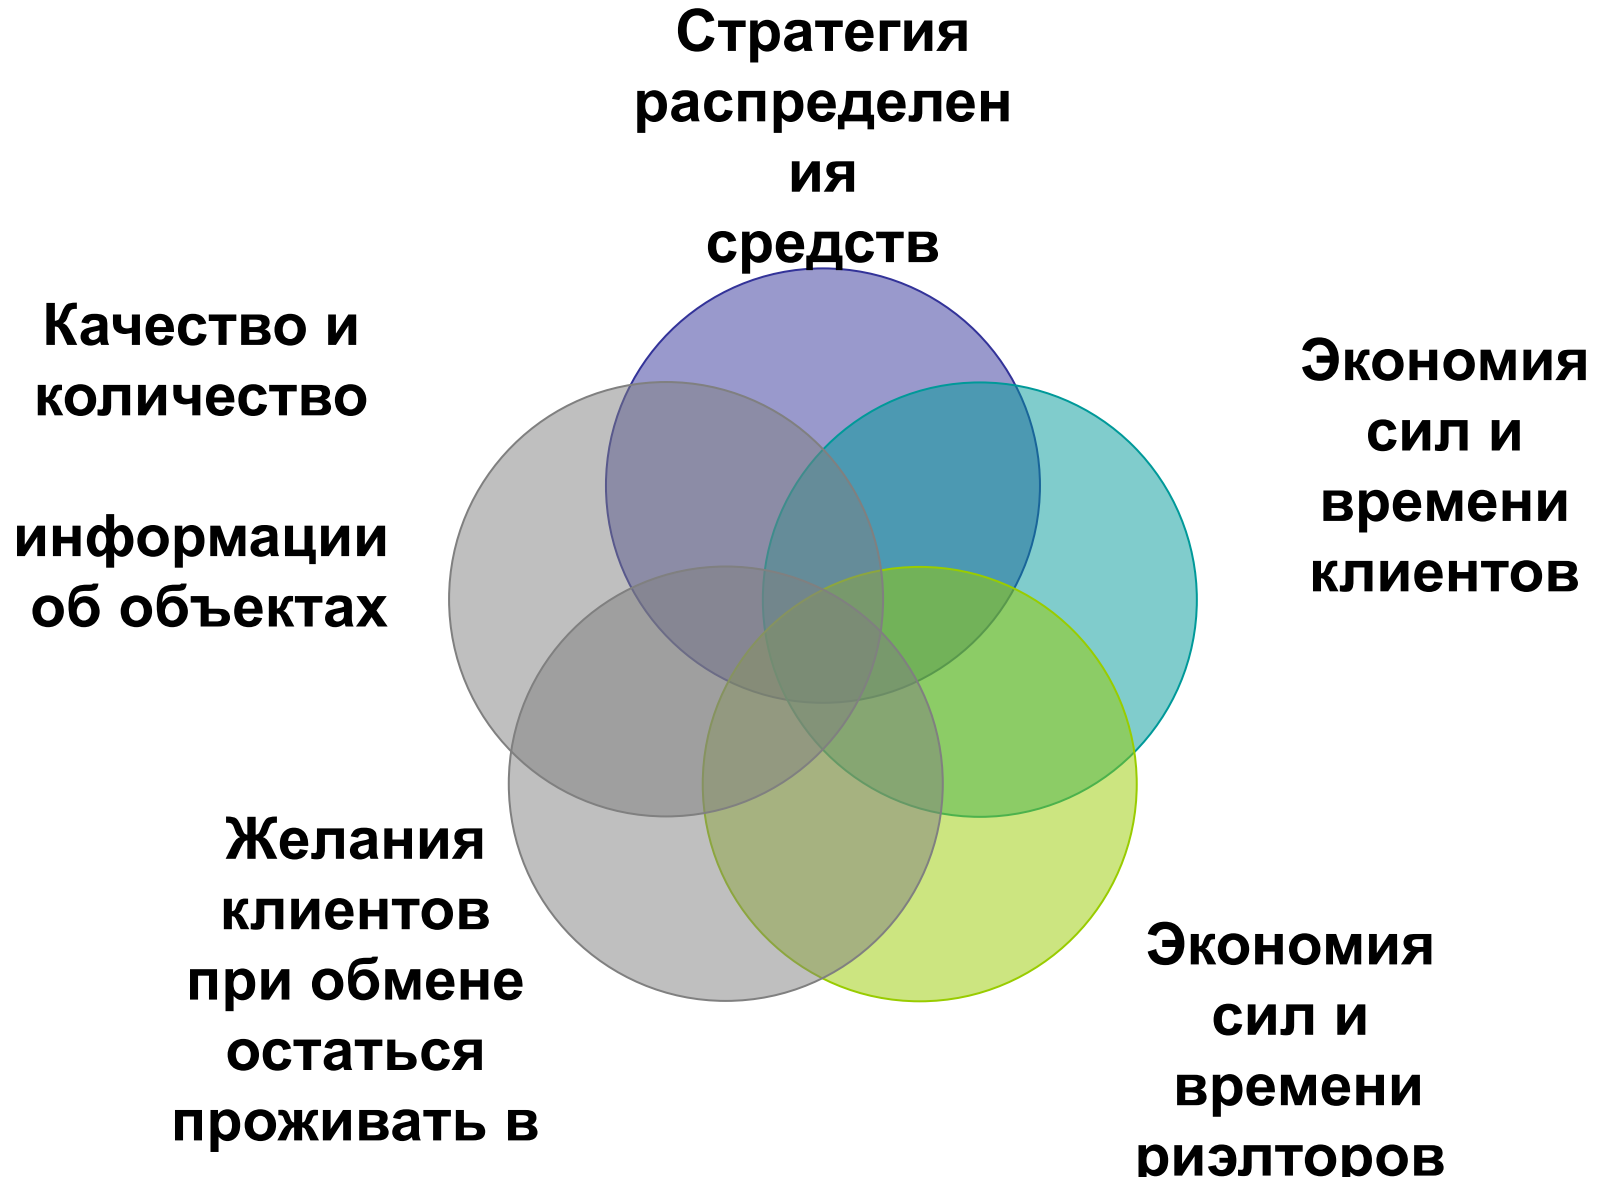 Стратегия
распределен
ия
средств
Качество и
количество
информации
об объектах
Экономия
сил и
времени
клиентов
Желания
клиентов
при обмене
остаться
проживать в
Экономия
сил и
времени
риэлторов